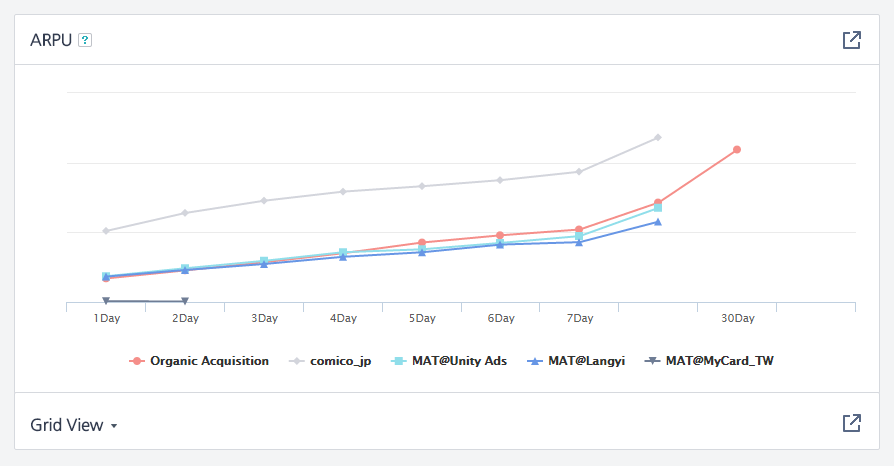 ARPU ?
1Day 2Day 3Day 4Day 5Day 6Day 7Day 30Day
Organic Acquisition comico_jp MAT@Unity Ads MAT@Langyi MAT@MyCard_TW
Grid View